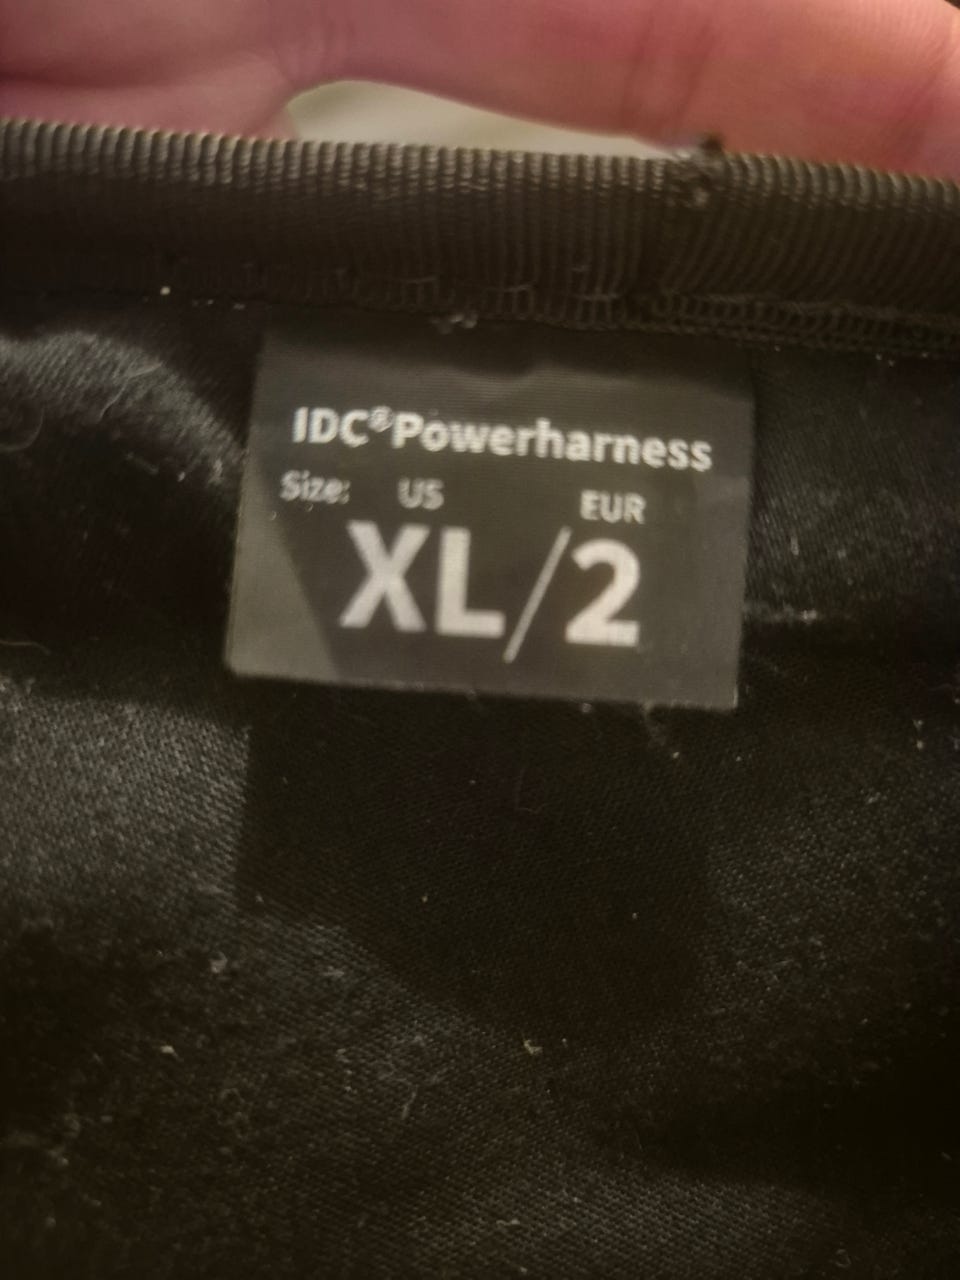 IDC®Powerharness
Size: US EUR
XL/2